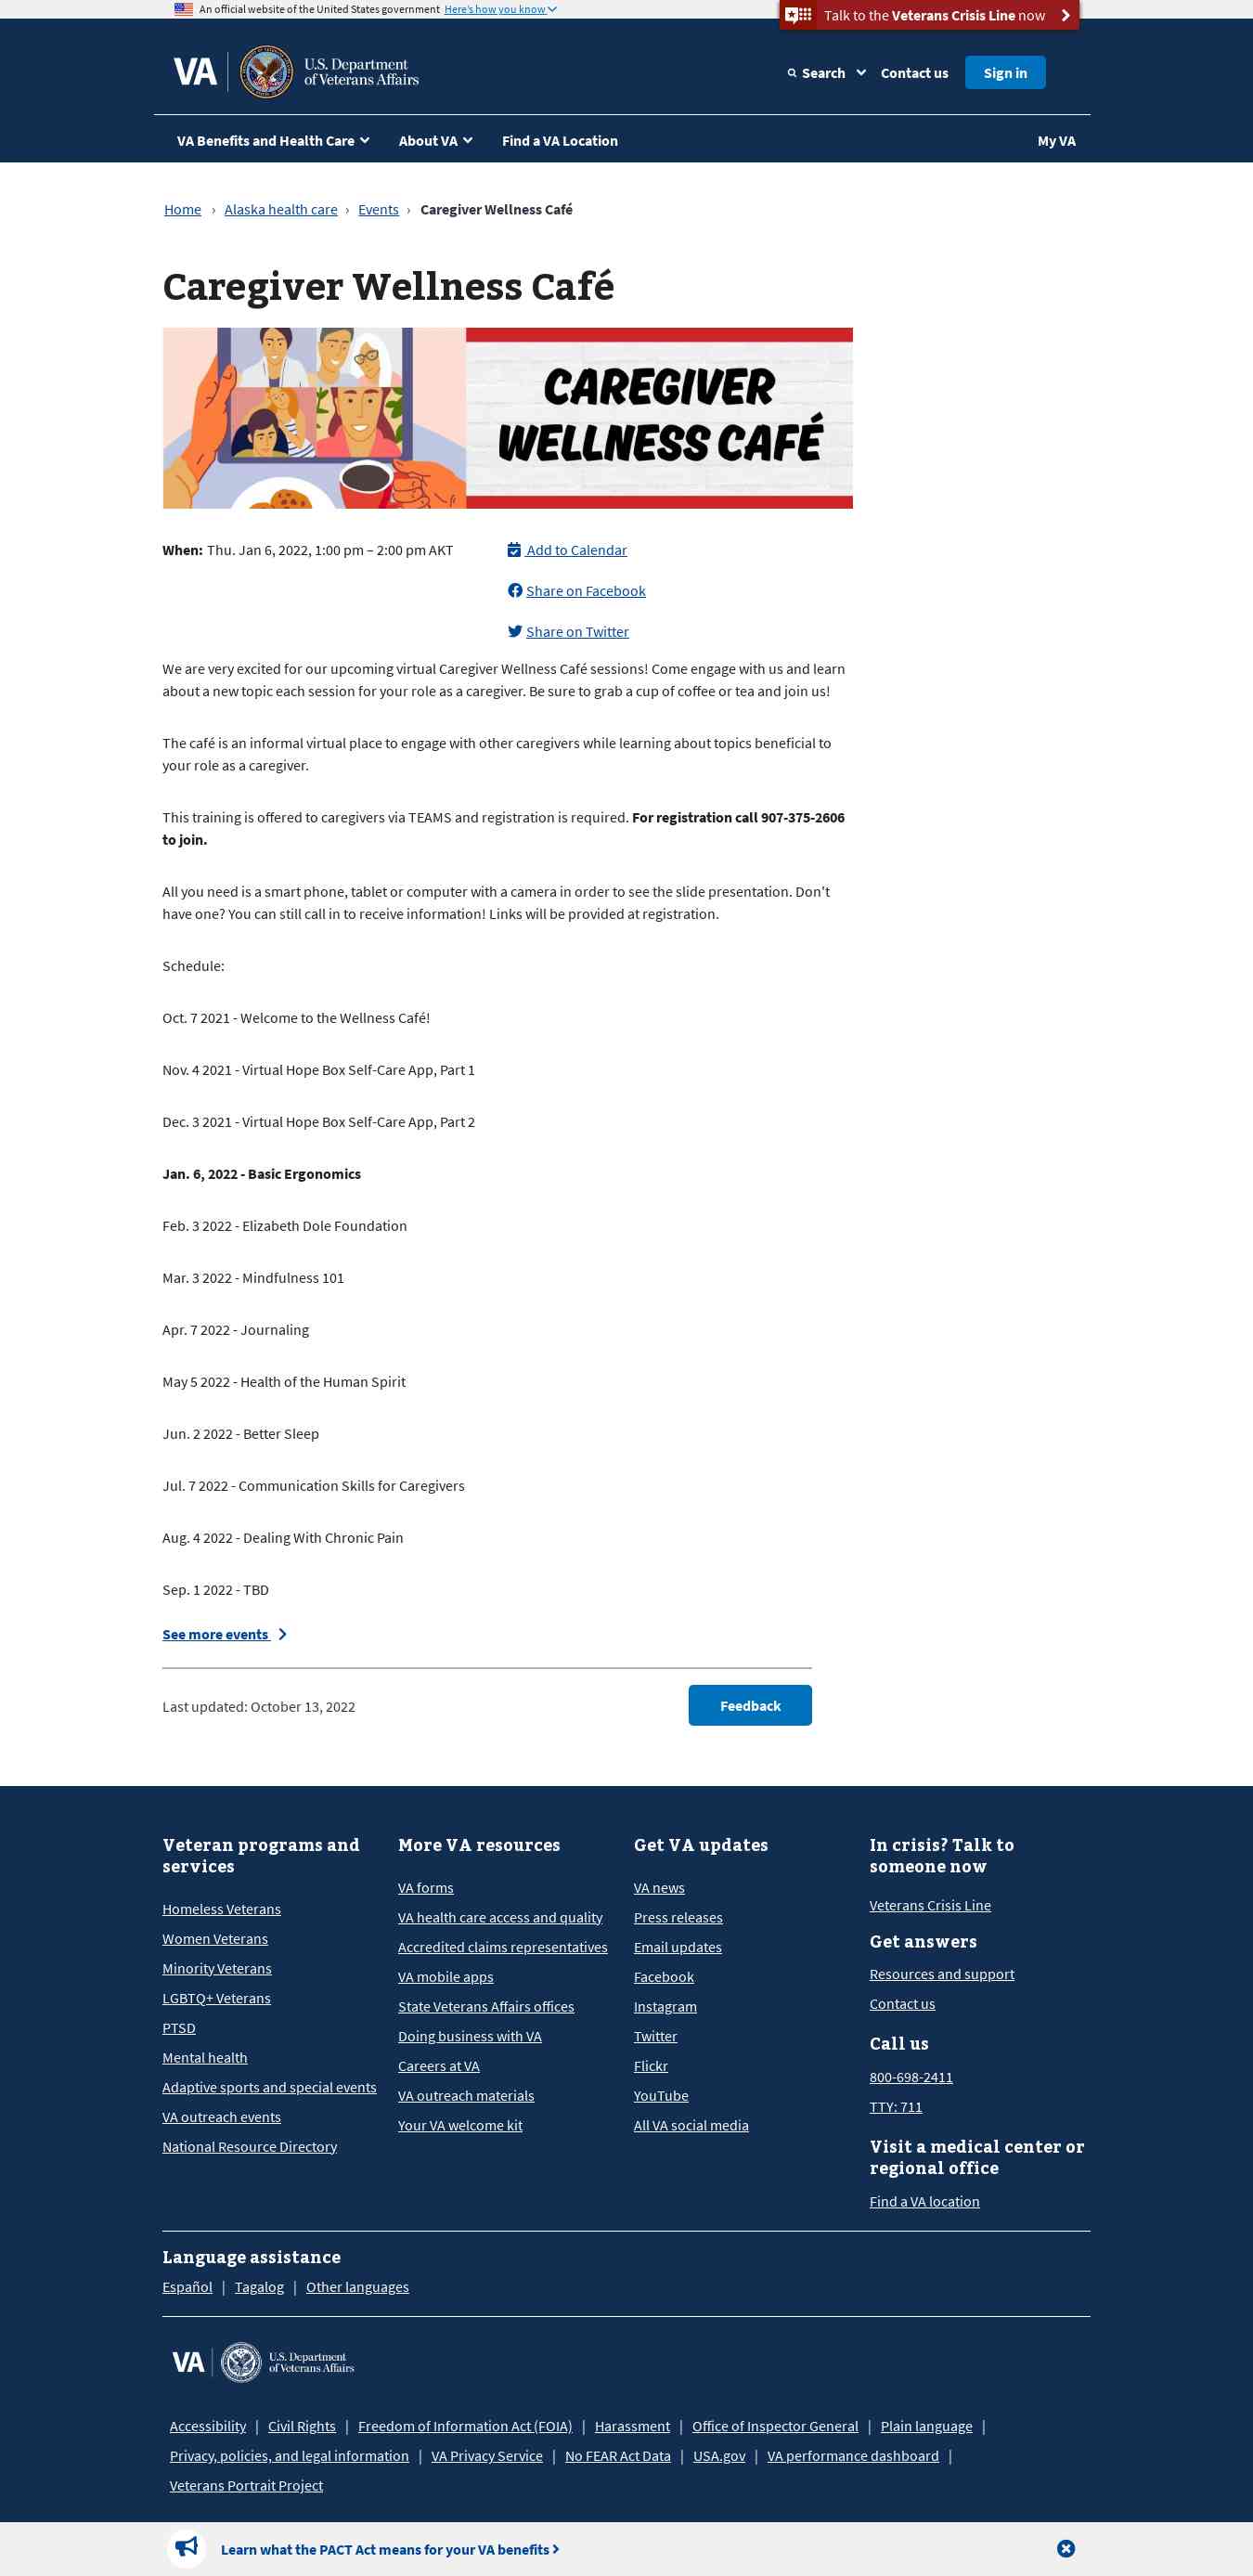 An official website of the United States government Here's how you know
Talk to the Veterans Crisis Line now
VA
U.S. Department
of Veterans Affairs
Search
Contact us
Sign in
VA Benefits and Health Care
About VA
Find a VA Location
My VA
Home › Alaska health care › Events › Caregiver Wellness Café
Caregiver Wellness Café
CAREGIVER
WELLNESS CAFÉ
When: Thu. Jan 6, 2022, 1:00 pm – 2:00 pm AKT
Add to Calendar
Share on Facebook
Share on Twitter
We are very excited for our upcoming virtual Caregiver Wellness Café sessions! Come engage with us and learn
about a new topic each session for your role as a caregiver. Be sure to grab a cup of coffee or tea and join us!
The café is an informal virtual place to engage with other caregivers while learning about topics beneficial to
your role as a caregiver.
This training is offered to caregivers via TEAMS and registration is required. For registration call 907-375-2606
to join.
All you need is a smart phone, tablet or computer with a camera in order to see the slide presentation. Don't
have one? You can still call in to receive information! Links will be provided at registration.
Schedule:
Oct. 7 2021 - Welcome to the Wellness Café!
Nov. 4 2021 - Virtual Hope Box Self-Care App, Part 1
Dec. 3 2021 - Virtual Hope Box Self-Care App, Part 2
Jan. 6, 2022 - Basic Ergonomics
Feb. 3 2022 - Elizabeth Dole Foundation
Mar. 3 2022 - Mindfulness 101
Apr. 7 2022 - Journaling
May 5 2022 - Health of the Human Spirit
Jun. 2 2022 - Better Sleep
Jul. 7 2022 - Communication Skills for Caregivers
Aug. 4 2022 - Dealing With Chronic Pain
Sep. 1 2022 - TBD
See more events
Last updated: October 13, 2022
Feedback
Veteran programs and
services
Homeless Veterans
Women Veterans
Minority Veterans
LGBTQ+ Veterans
PTSD
Mental health
Adaptive sports and special events
VA outreach events
National Resource Directory
More VA resources
VA forms
VA health care access and quality
Accredited claims representatives
VA mobile apps
State Veterans Affairs offices
Doing business with VA
Careers at VA
VA outreach materials
Your VA welcome kit
Get VA updates
VA news
Press releases
Email updates
Facebook
Instagram
Twitter
Flickr
YouTube
All VA social media
In crisis? Talk to
someone now
Veterans Crisis Line
Get answers
Resources and support
Contact us
Call us
800-698-2411
TTY: 711
Visit a medical center or
regional office
Find a VA location
Language assistance
Español | Tagalog | Other languages
VA
U.S. Department
of Veterans Affairs
Accessibility | Civil Rights | Freedom of Information Act (FOIA) | Harassment | Office of Inspector General | Plain language |
Privacy, policies, and legal information | VA Privacy Service | No FEAR Act Data | USA.gov | VA performance dashboard |
Veterans Portrait Project
Learn what the PACT Act means for your VA benefits